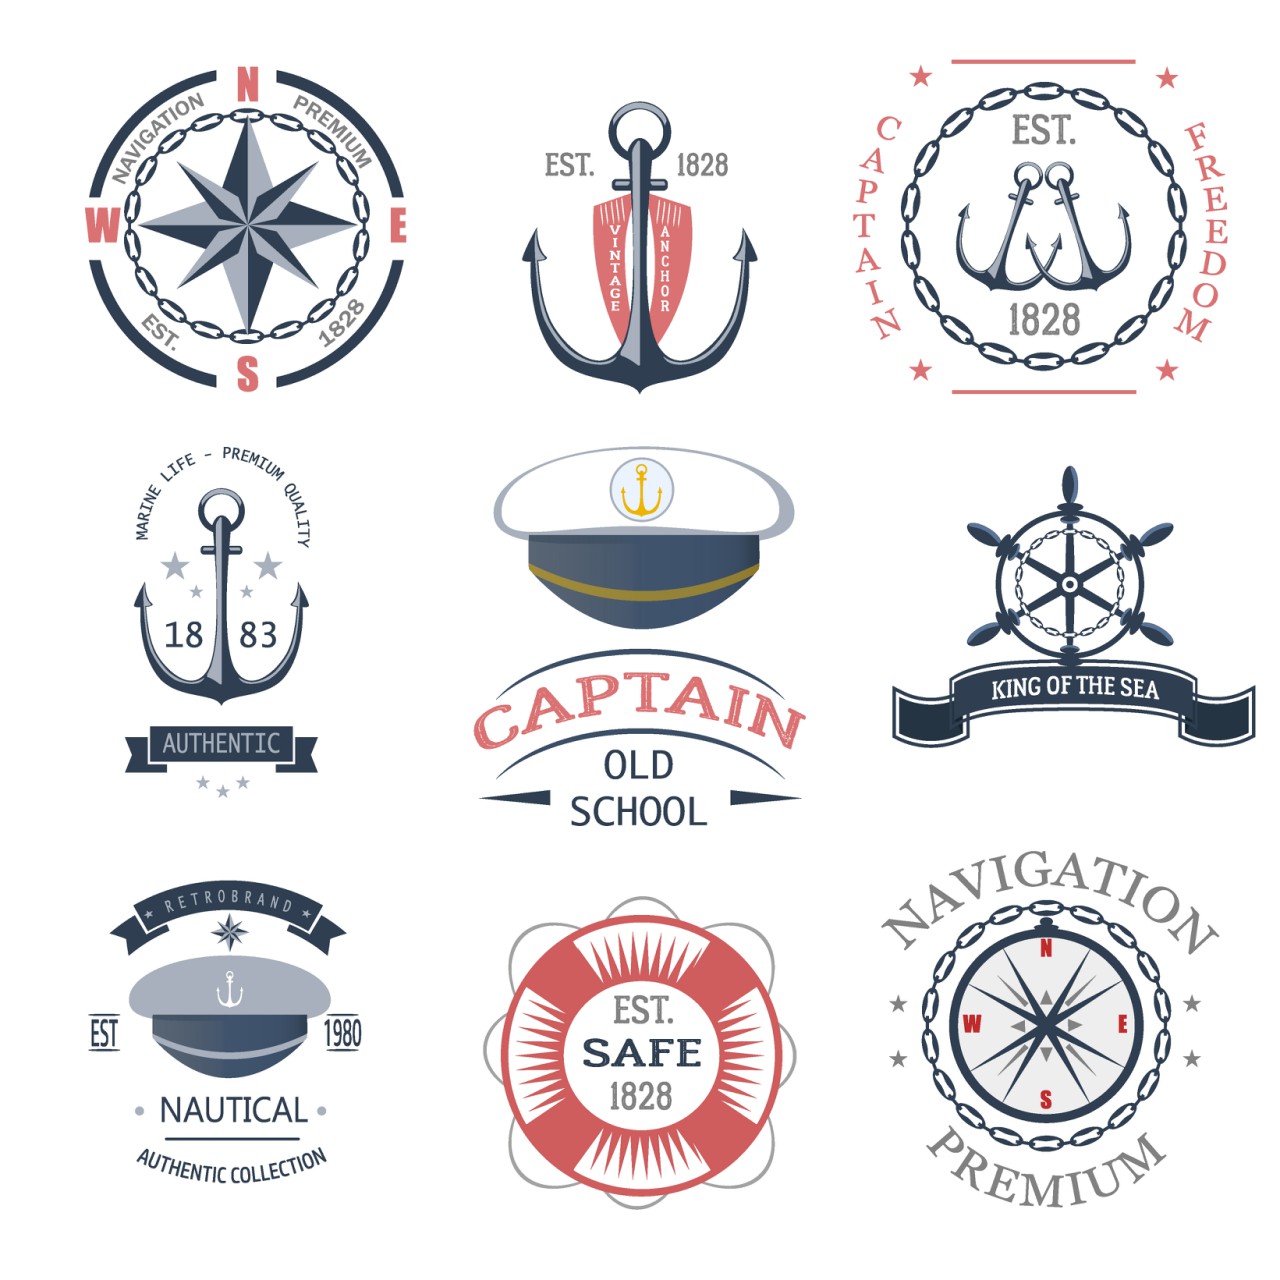 N
NAVIGATION
PREMIUM
W
E
EST.
1828
S
EST.
1828
VINTAGE
ANCHOR
EST.
CAPTAIN
FREEDOM
1828
MARINE LIFE - PREMIUM QUALITY
18 83
AUTHENTIC
CAPTAIN
OLD
SCHOOL
KING OF THE SEA
RETROBRAND
EST
1980
NAUTICAL
AUTHENTIC COLLECTION
EST.
SAFE
1828
NAVIGATION
N
W
E
S
PREMIUM